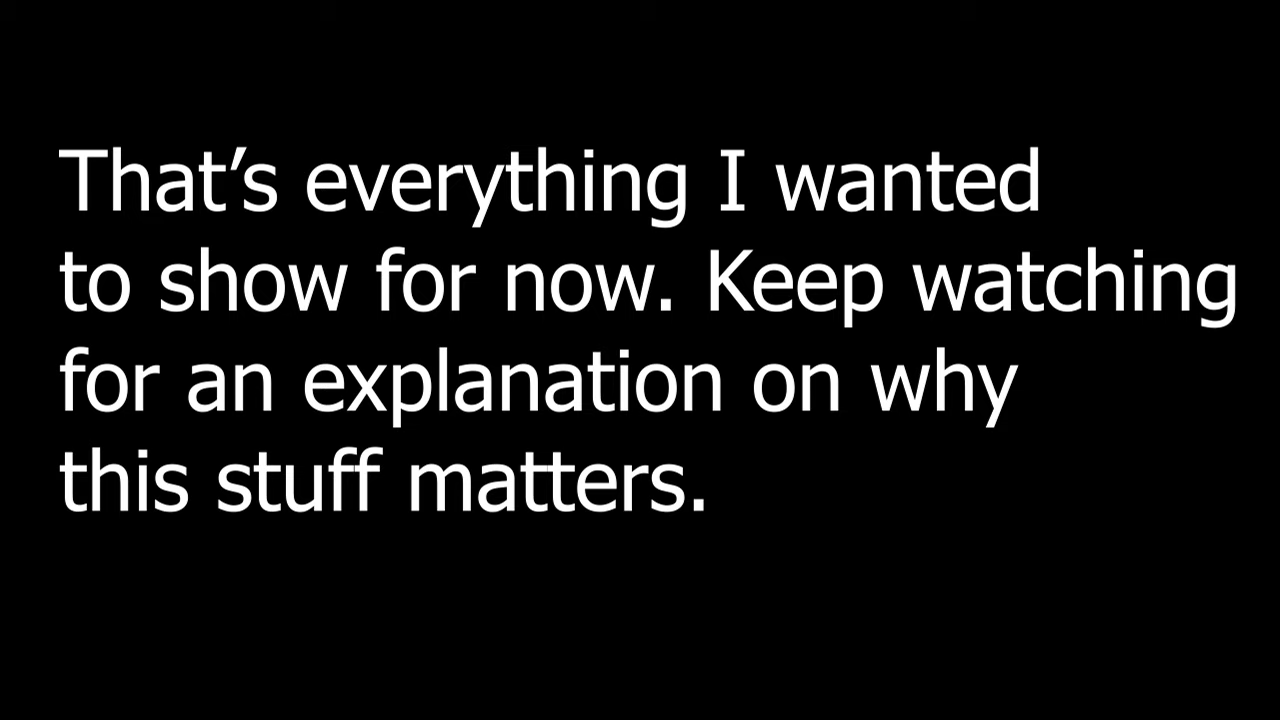 That’s everything I wanted
to show for now. Keep watching
for an explanation on why
this stuff matters.